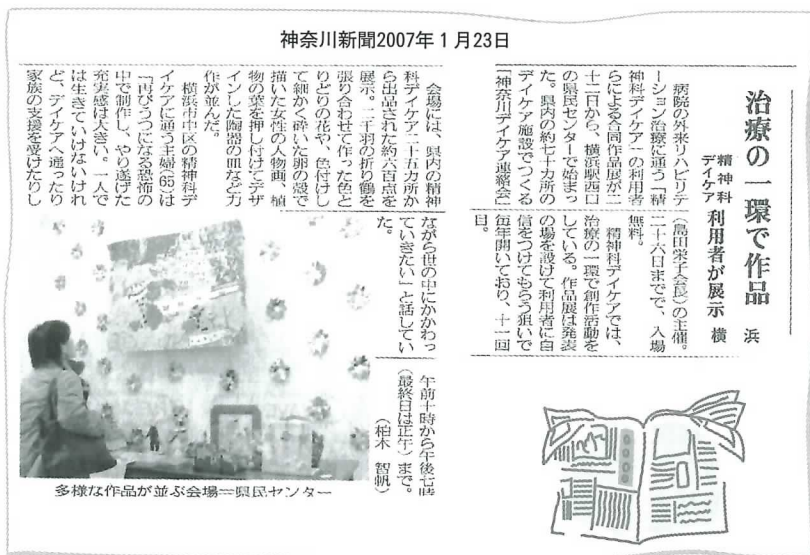 神奈川新聞2007年1月23日
治療の一環で作品
精神科
デイケア
利用者が展示
横浜
病院の外来リハビリテ
ーション治療に通う「精
神科デイケア」の利用者
らによる合同作品展が二
十二日から、横浜駅西口
の県民センターで始まっ
た。県内の約七十カ所の
デイケア施設でつくる
「神奈川デイケア連絡会」
(島田栄子会長)の主催。
二十六日までで、入場
無料。
精神科デイケアでは、
治療の一環で創作活動を
している。作品展は発表
の場を設けて利用者に自
信をつけてもらう狙いで
毎年開いており、十一回
目。
会場には、県内の精神
科デイケア二十五カ所か
ら出品された約六百点を
展示。二千羽の折り鶴を
張り合わせて作った色と
りどりの花や、色付けし
て細かく砕いた卵の殻で
描いた女性の人物画、植
物の葉を押し付けてデザ
インした陶器の皿など力
作が並んだ。
横浜市中区の精神科デ
イケアに通う主婦(65)は
「再びうつになる恐怖の
中で制作し、やり遂げた
充実感は大きい。一人で
は生きていけないけれ
ど、デイケアへ通ったり
家族の支援を受けたりし
ながら世の中にかかわっ
ていきたい」と話してい
た。
午前十時から午後七時
(最終日は正午)まで。
(柏木 智帆)
多様な作品が並ぶ会場=県民センター